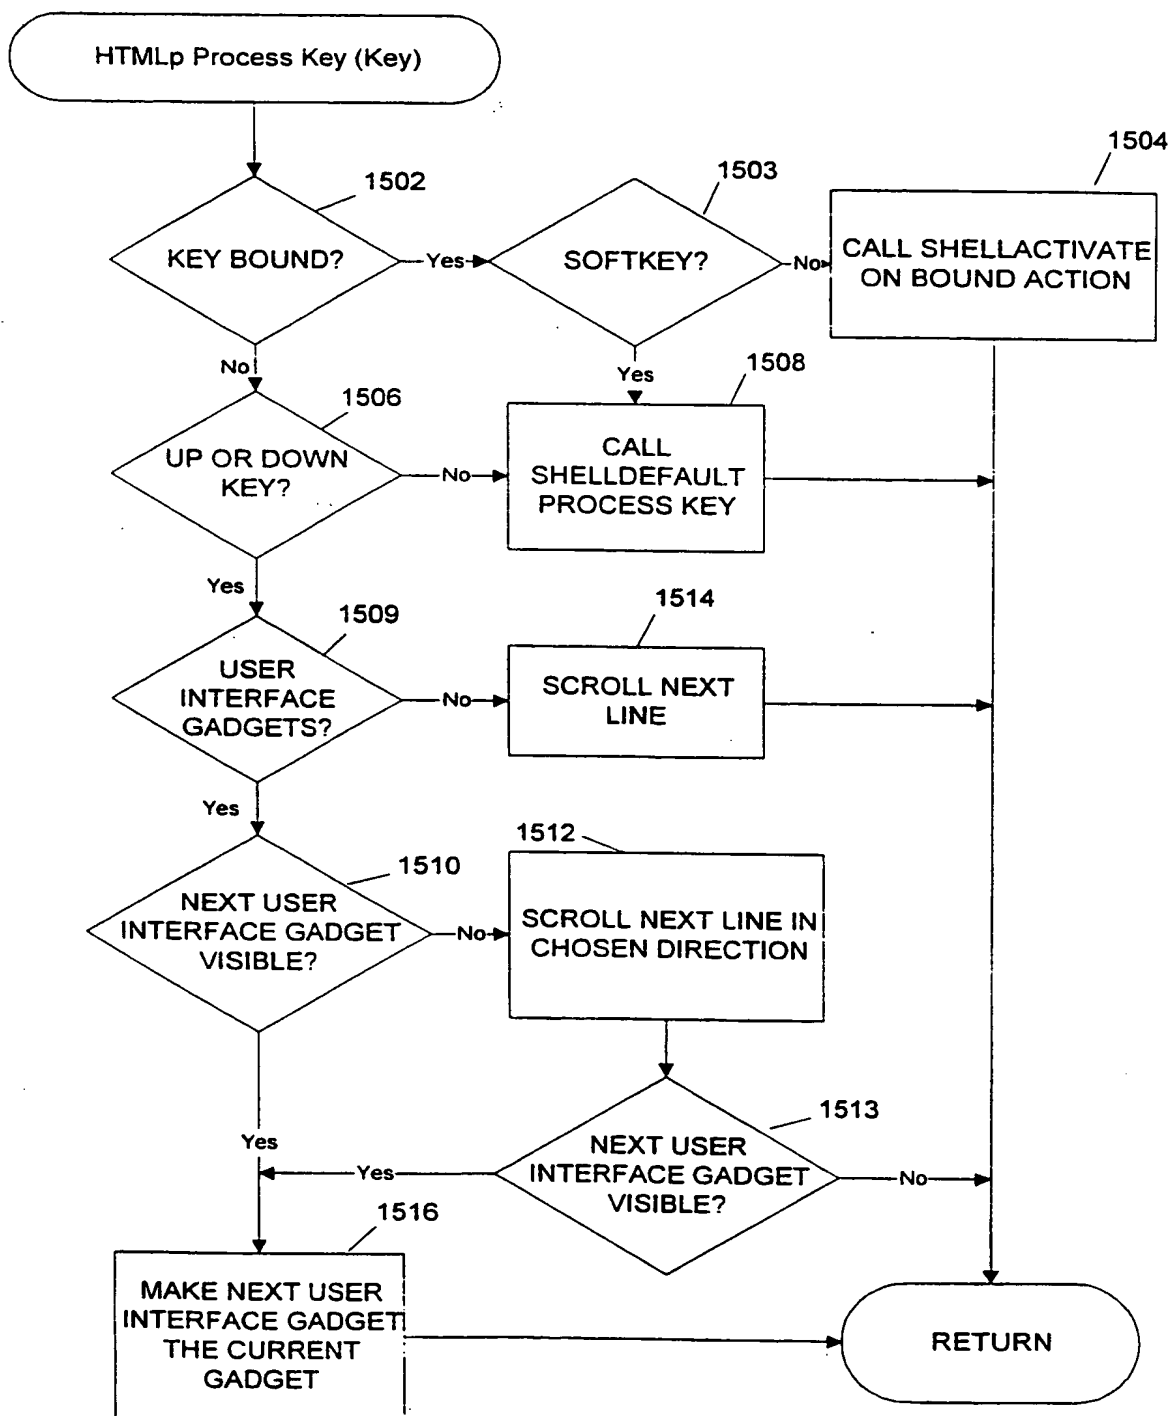 HTMLp Process Key (Key)
1502
1503
1504
KEY BOUND?
Yes
SOFTKEY?
No
CALL SHELLACTIVATE
ON BOUND ACTION
No
Yes
1506
1508
UP OR DOWN
KEY?
No
CALL
SHELLDEFAULT
PROCESS KEY
Yes
1509
1514
USER
INTERFACE
GADGETS?
No
SCROLL NEXT
LINE
Yes
1510
1512
NEXT USER
INTERFACE GADGET
VISIBLE?
No
SCROLL NEXT LINE IN
CHOSEN DIRECTION
Yes
1513
NEXT USER
INTERFACE GADGET
VISIBLE?
Yes
No
1516
MAKE NEXT USER
INTERFACE GADGET
THE CURRENT
GADGET
RETURN